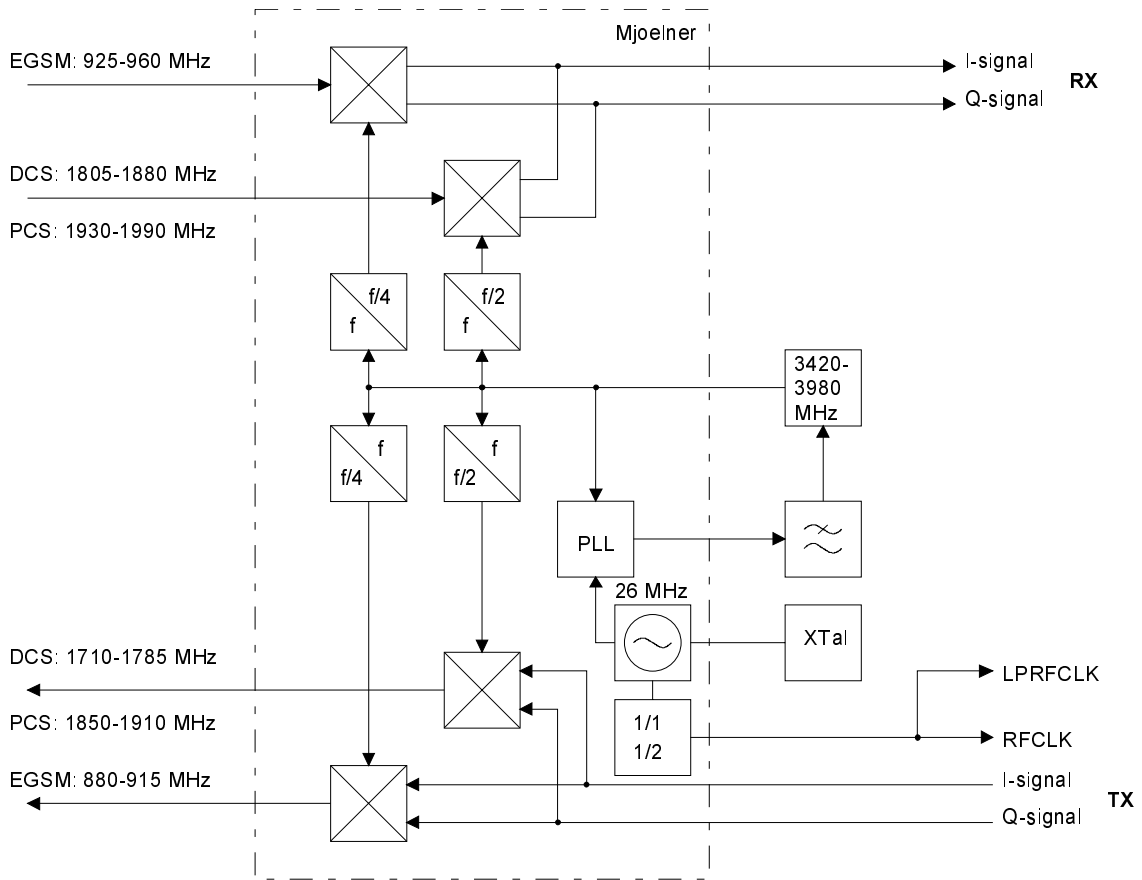 Mjoelner
EGSM: 925-960 MHz
I-signal
RX
Q-signal
DCS: 1805-1880 MHz
PCS: 1930-1990 MHz
f/4
f
f/2
f
3420-
3980
MHz
f
f/4
f
f/2
PLL
26 MHz
XTal
DCS: 1710-1785 MHz
LPRFCLK
PCS: 1850-1910 MHz
1/1
1/2
RFCLK
EGSM: 880-915 MHz
I-signal
TX
Q-signal